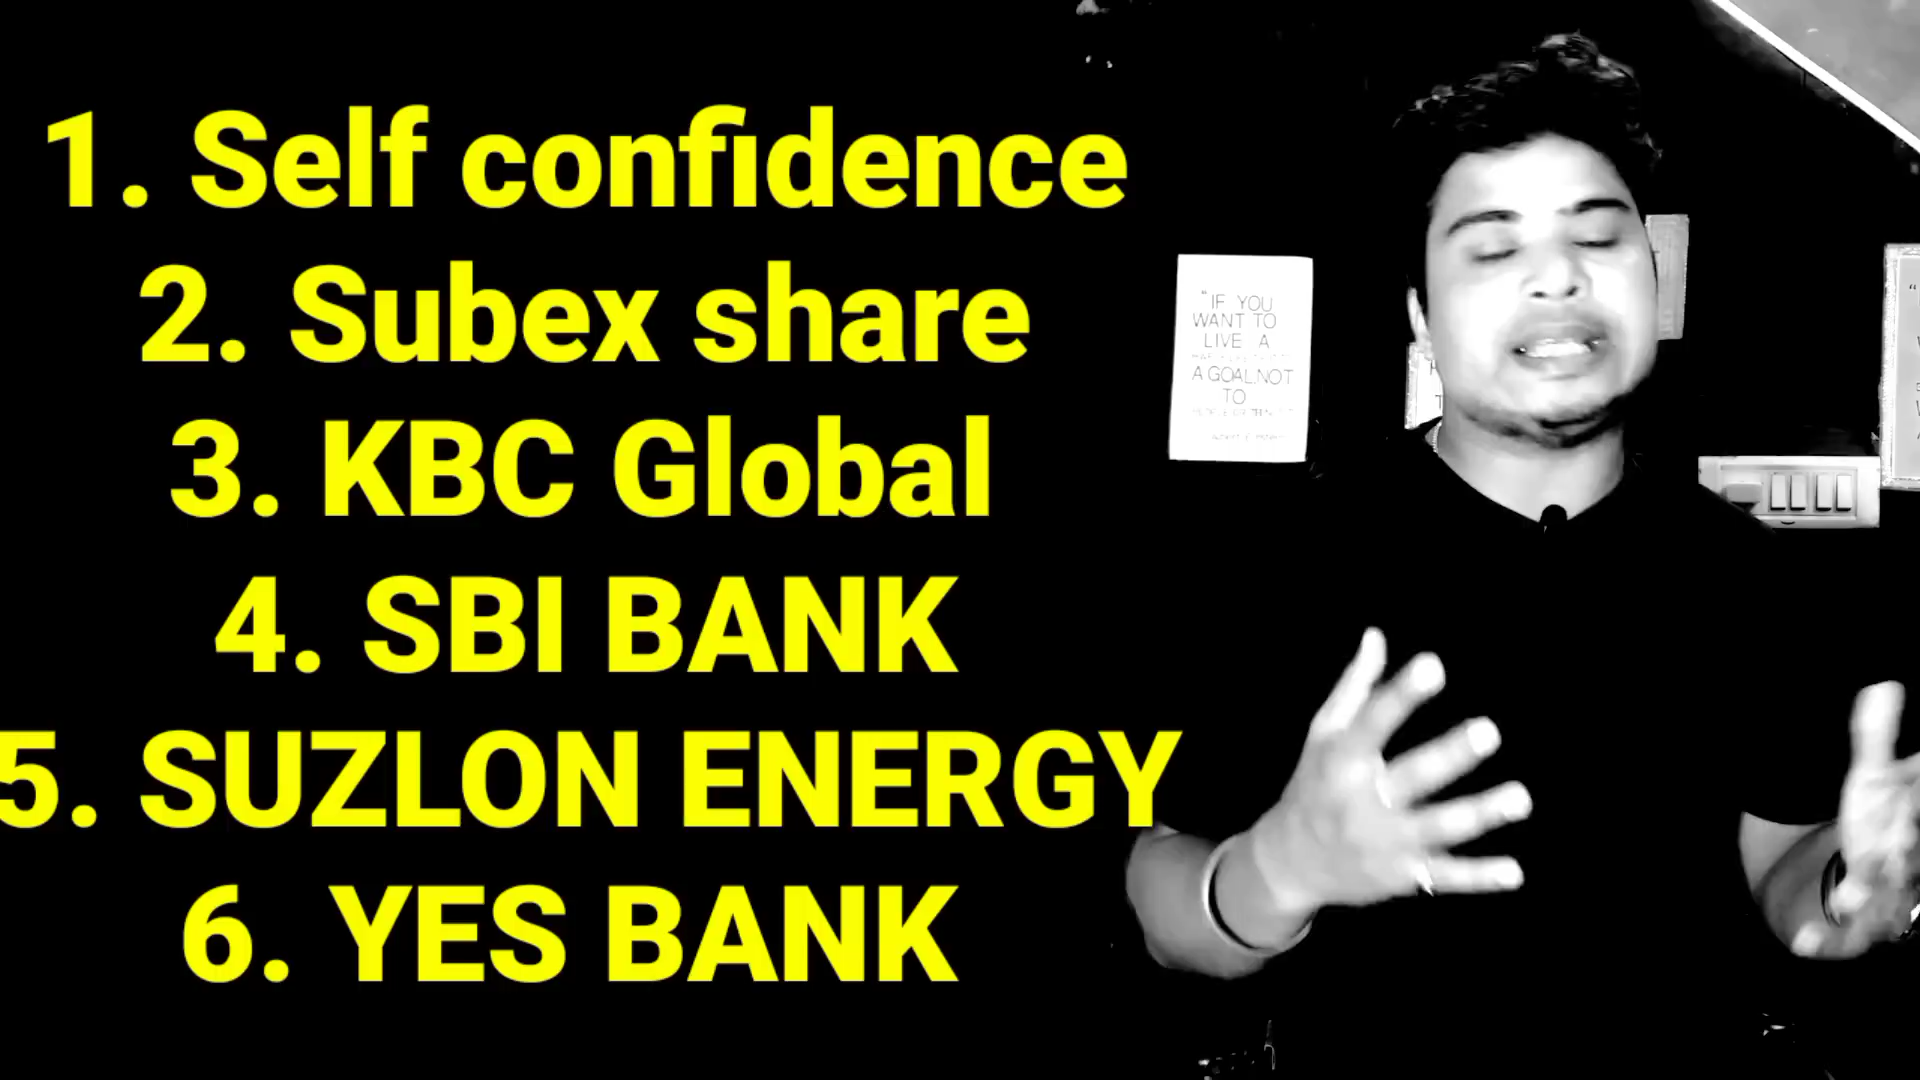 1. Self confidence
2. Subex share
3. KBC Global
4. SBI BANK
5. SUZLON ENERGY
6. YES BANK
"IF YOU
WANT TO
LIVE A
A GOAL.NOT
TO